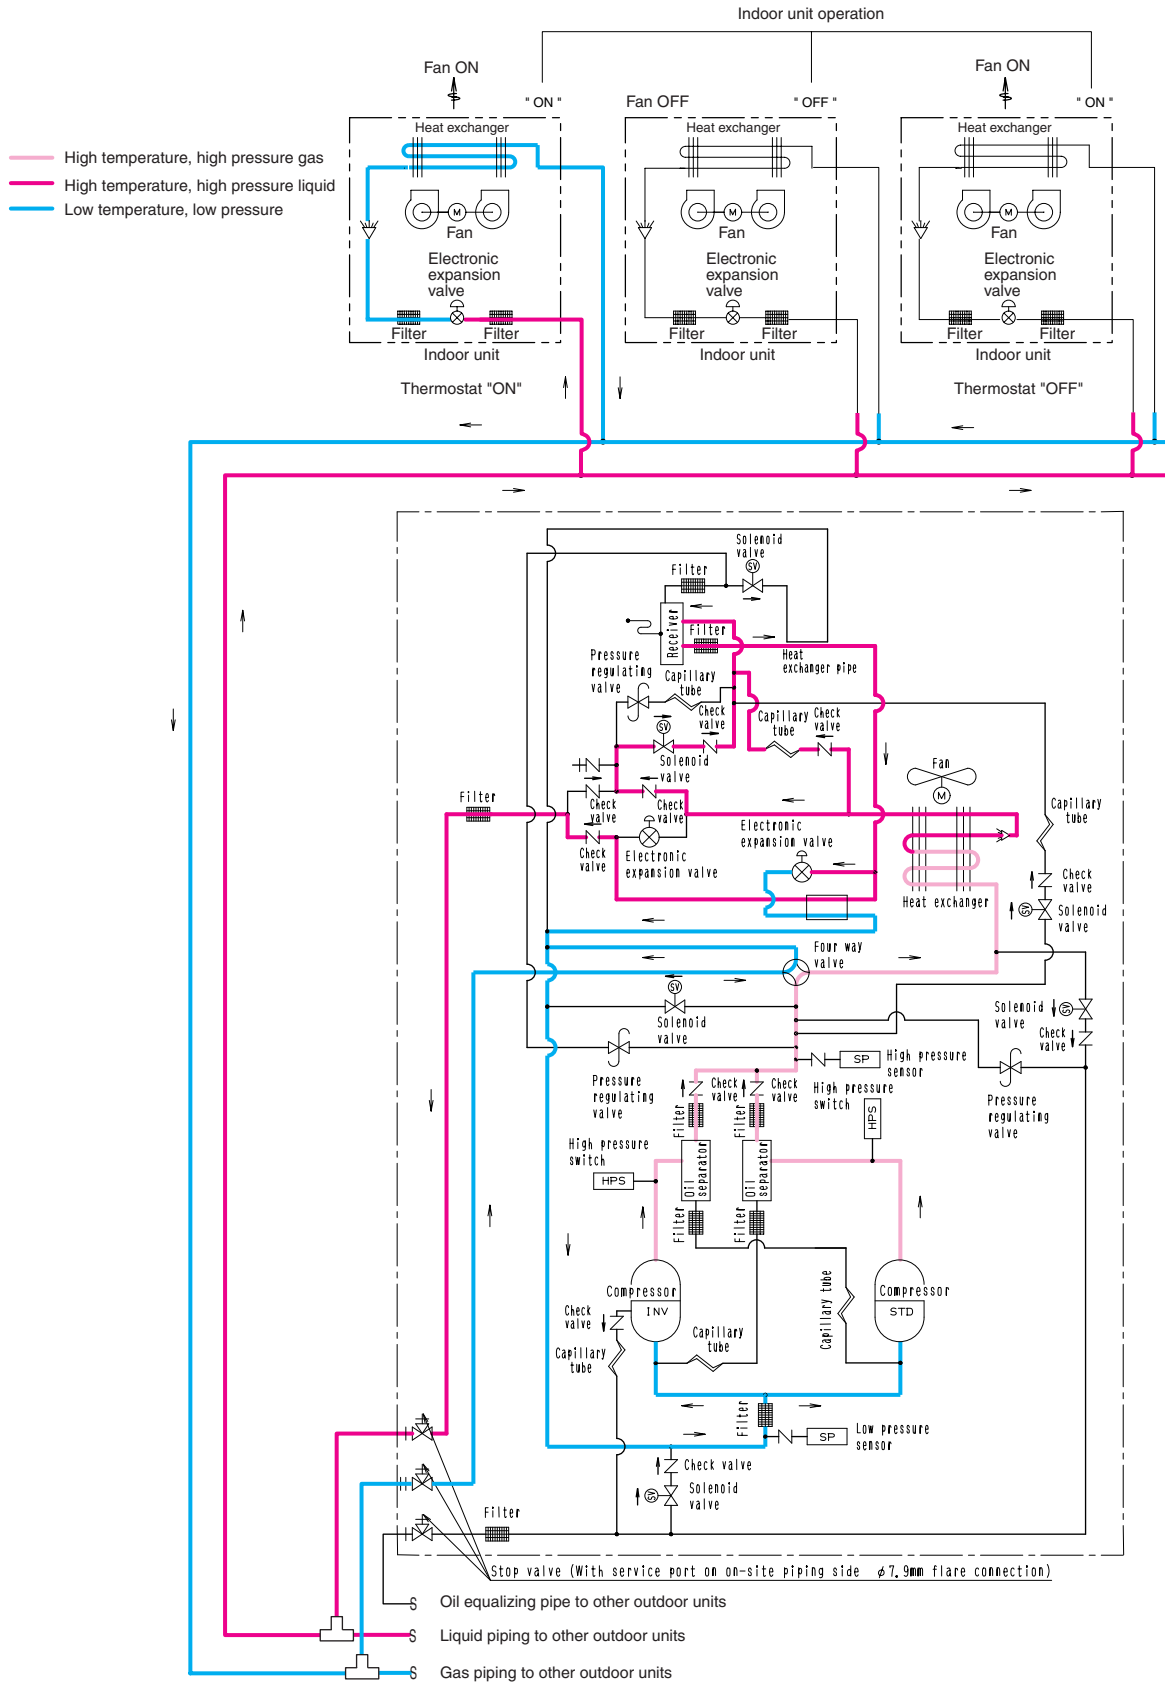 Indoor unit operation
Fan ON
" ON "
Fan OFF
" OFF "
Fan ON
" ON "
High temperature, high pressure gas
High temperature, high pressure liquid
Low temperature, low pressure
Heat exchanger
M
Fan
Electronic
expansion
valve
Filter
Filter
Indoor unit
Thermostat "ON"
Heat exchanger
M
Fan
Electronic
expansion
valve
Filter
Filter
Indoor unit
Heat exchanger
M
Fan
Electronic
expansion
valve
Filter
Filter
Indoor unit
Thermostat "OFF"
Solenoid
valve
SV
Filter
Receiver
Filter
Heat
exchanger pipe
Pressure
regulating
valve
Capillary
tube
Check
valve
SV
Solenoid
valve
Capillary
tube
Check
valve
Fan
M
Capillary
tube
Filter
Check
valve
Check
valve
Check
valve
Electronic
expansion valve
Electronic
expansion valve
Heat exchanger
Check
valve
SV
Solenoid
valve
Four way
valve
SV
Solenoid
valve
Solenoid
valve
SV
Check
valve
Pressure
regulating
valve
SP
High pressure
sensor
Pressure
regulating
valve
Check
valve
Check
valve
Filter
Filter
High pressure
switch
HPS
High pressure
switch
HPS
Oil
separator
Oil
separator
Filter
Filter
Compressor
INV
Compressor
STD
Check
valve
Capillary
tube
Capillary
tube
Capillary tube
Filter
SP
Low pressure
sensor
Check valve
SV
Solenoid
valve
Filter
Stop valve (With service port on on-site piping side φ7.9mm flare connection)
Oil equalizing pipe to other outdoor units
Liquid piping to other outdoor units
Gas piping to other outdoor units